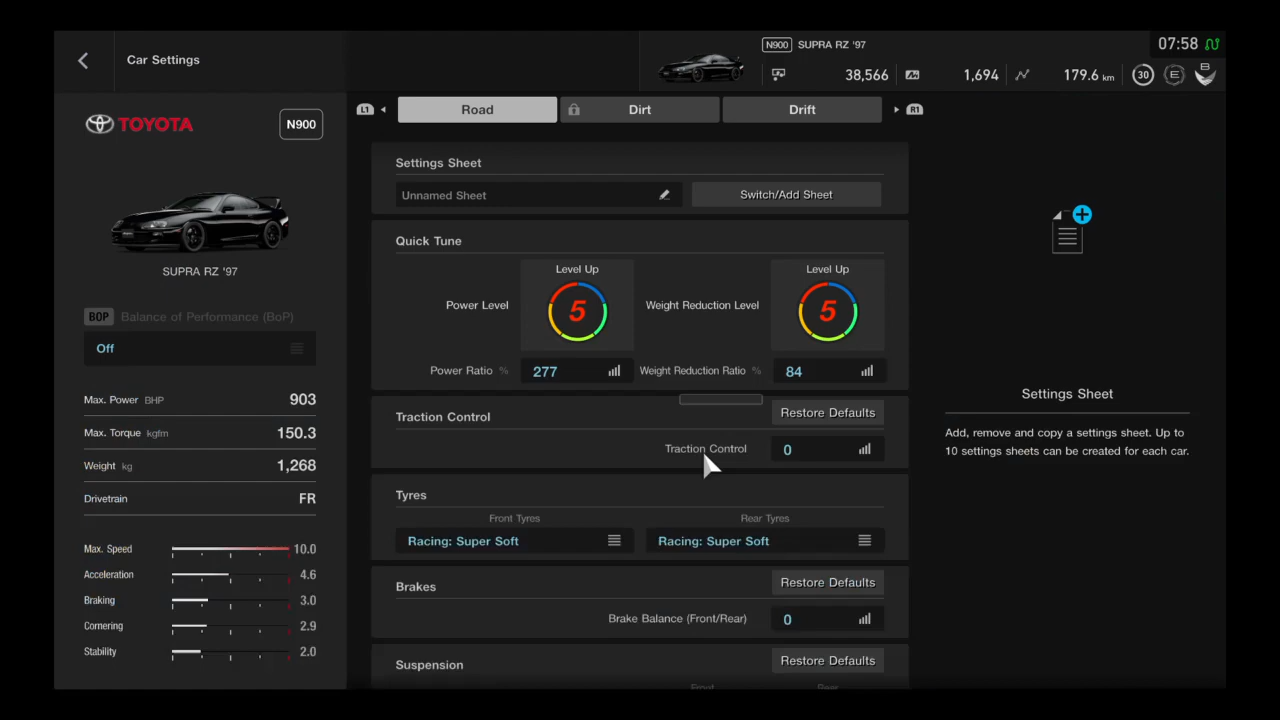 Car Settings
N900 SUPRA RZ '97
07:58
38,566
1,694
179.6 km
30
E
B
TOYOTA
N900
SUPRA RZ '97
BOP Balance of Performance (BoP)
Off
Max. Power BHP 903
Max. Torque kgfm 150.3
Weight kg 1,268
Drivetrain FR
Max. Speed 10.0
Acceleration 4.6
Braking 3.0
Cornering 2.9
Stability 2.0
L1 Road Dirt Drift R1
Settings Sheet
Unnamed Sheet Switch/Add Sheet
Quick Tune
Level Up Level Up
Power Level 5 Weight Reduction Level 5
Power Ratio % 277 Weight Reduction Ratio % 84
Traction Control Restore Defaults
Traction Control 0
Tyres
Front Tyres Rear Tyres
Racing: Super Soft Racing: Super Soft
Brakes Restore Defaults
Brake Balance (Front/Rear) 0
Suspension Restore Defaults
Front Rear
Settings Sheet
Add, remove and copy a settings sheet. Up to
10 settings sheets can be created for each car.